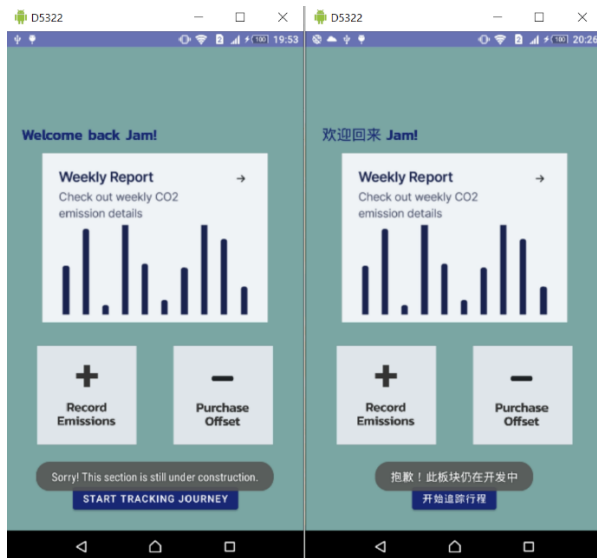 D5322
19:53
Welcome back Jam!
Weekly Report
Check out weekly CO2
emission details
Record
Emissions
Purchase
Offset
Sorry! This section is still under construction.
START TRACKING JOURNEY
D5322
20:26
欢迎回来 Jam!
Weekly Report
Check out weekly CO2
emission details
Record
Emissions
Purchase
Offset
抱歉！此板块仍在开发中
开始追踪行程